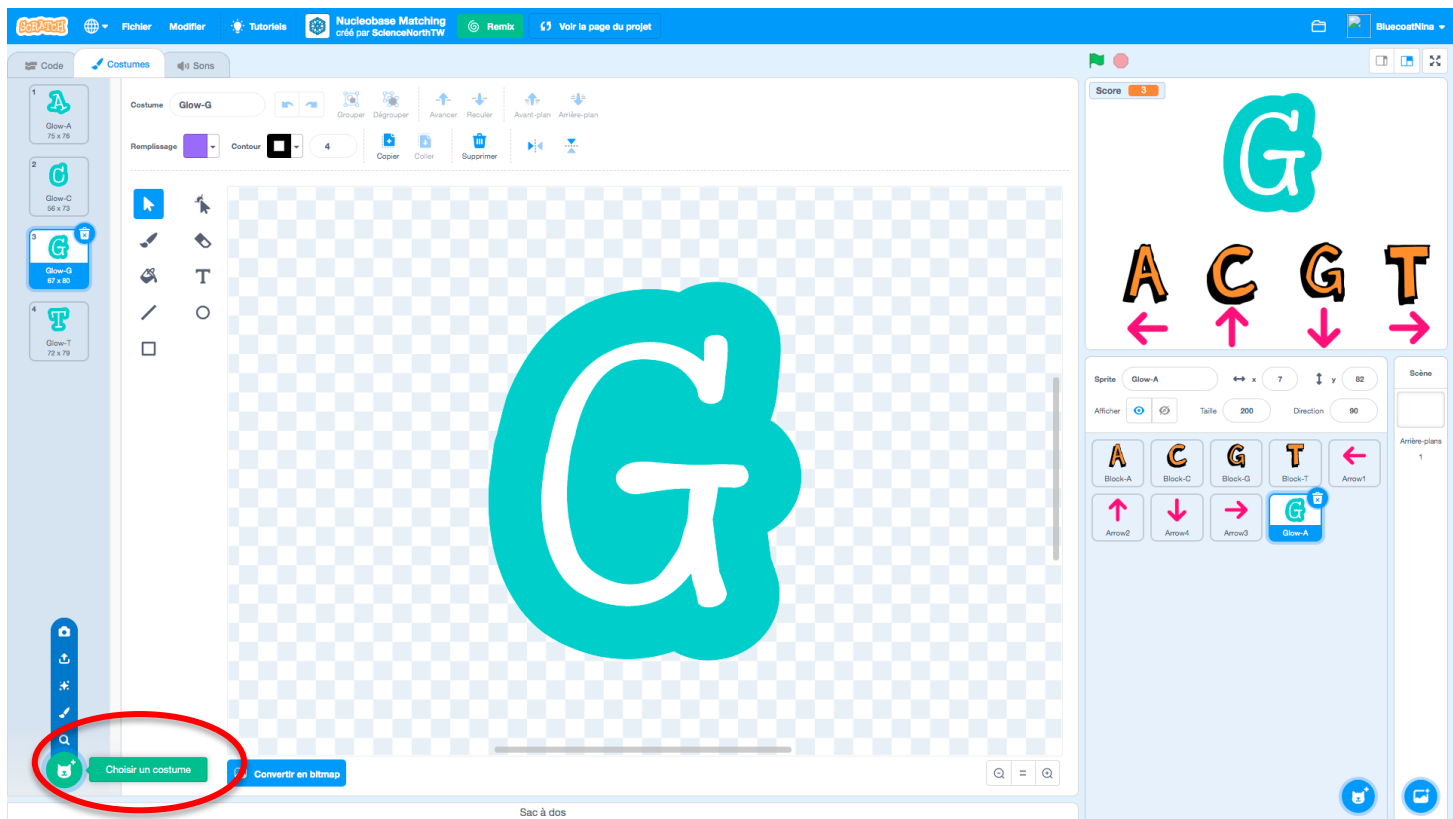 SCRATCH
Fichier
Modifier
Tutoriels
Nucleobase Matching
créé par ScienceNorthTW
Remix
Voir la page du projet
BluecoatNina
Code
Costumes
Sons
1
Glow-A
75 x 76
2
Glow-C
56 x 73
3
Glow-G
67 x 80
4
Glow-T
72 x 79
Costume Glow-G
Grouper Dégrouper Avancer Reculer Avant-plan Arrière-plan
Remplissage Contour 4
Copier Coller Supprimer
T
G
Choisir un costume
Convertir en bitmap
Sac à dos
Score 3
G
A C G T
Sprite Glow-A x 7 y 82
Afficher Taille 200 Direction 90
A C G T
Block-A Block-C Block-G Block-T Arrow1
G
Arrow2 Arrow4 Arrow3 Glow-A
Scène
Arrière-plans
1